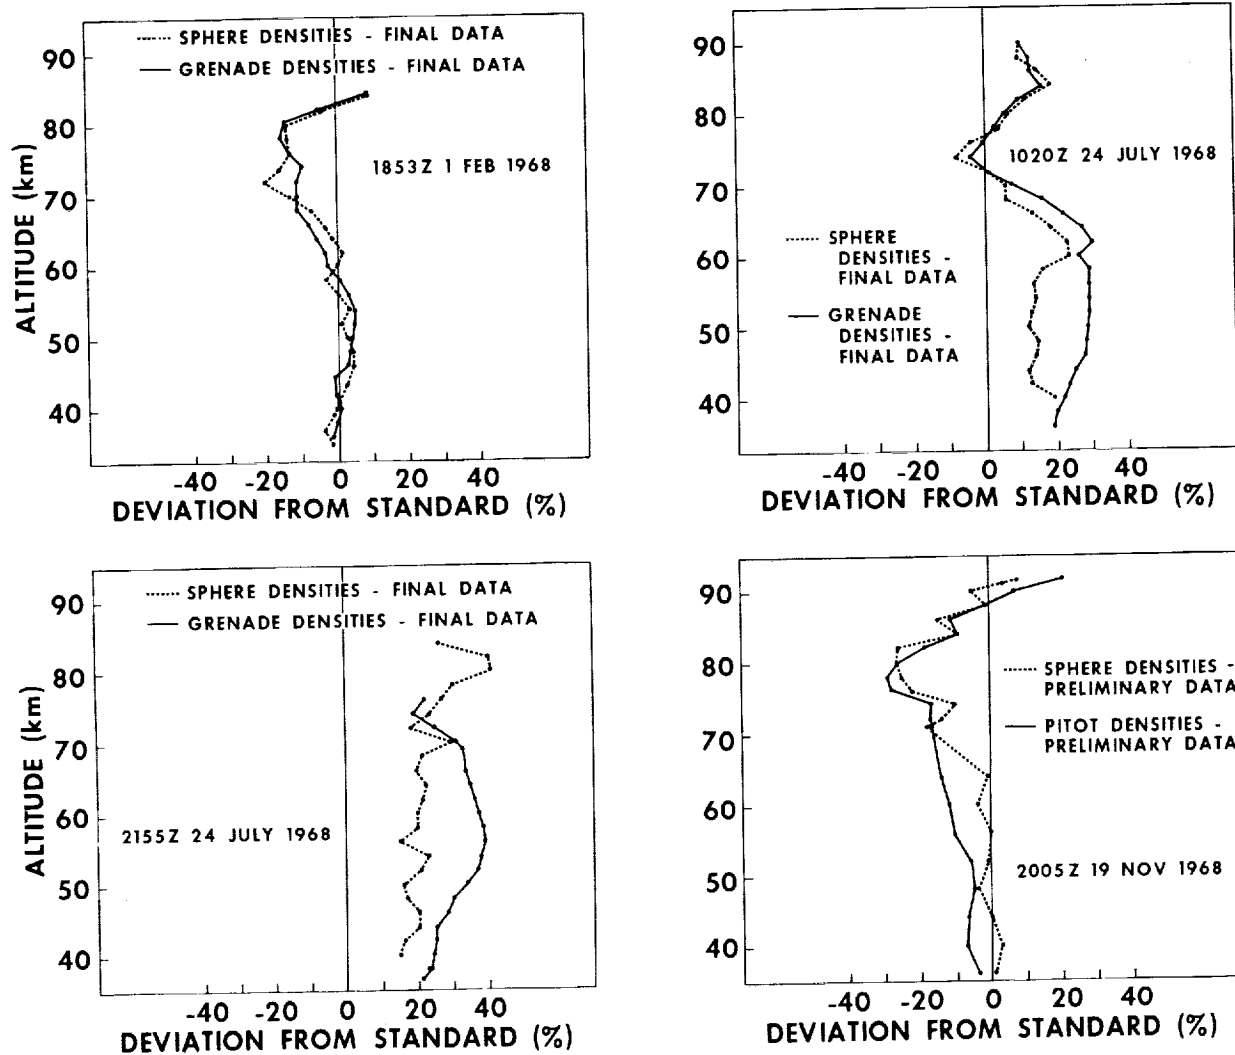 SPHERE DENSITIES - FINAL DATA
GRENADE DENSITIES - FINAL DATA
1853Z 1 FEB 1968
ALTITUDE (km)
90
80
70
60
50
40
-40 -20 0 20 40
DEVIATION FROM STANDARD (%)
90
80
70
60
50
40
1020Z 24 JULY 1968
SPHERE
DENSITIES -
FINAL DATA
GRENADE
DENSITIES -
FINAL DATA
-40 -20 0 20 40
DEVIATION FROM STANDARD (%)
SPHERE DENSITIES - FINAL DATA
GRENADE DENSITIES - FINAL DATA
ALTITUDE (km)
90
80
70
60
50
40
2155Z 24 JULY 1968
-40 -20 0 20 40
DEVIATION FROM STANDARD (%)
90
80
70
60
50
40
SPHERE DENSITIES -
PRELIMINARY DATA
PITOT DENSITIES -
PRELIMINARY DATA
2005Z 19 NOV 1968
-40 -20 0 20 40
DEVIATION FROM STANDARD (%)